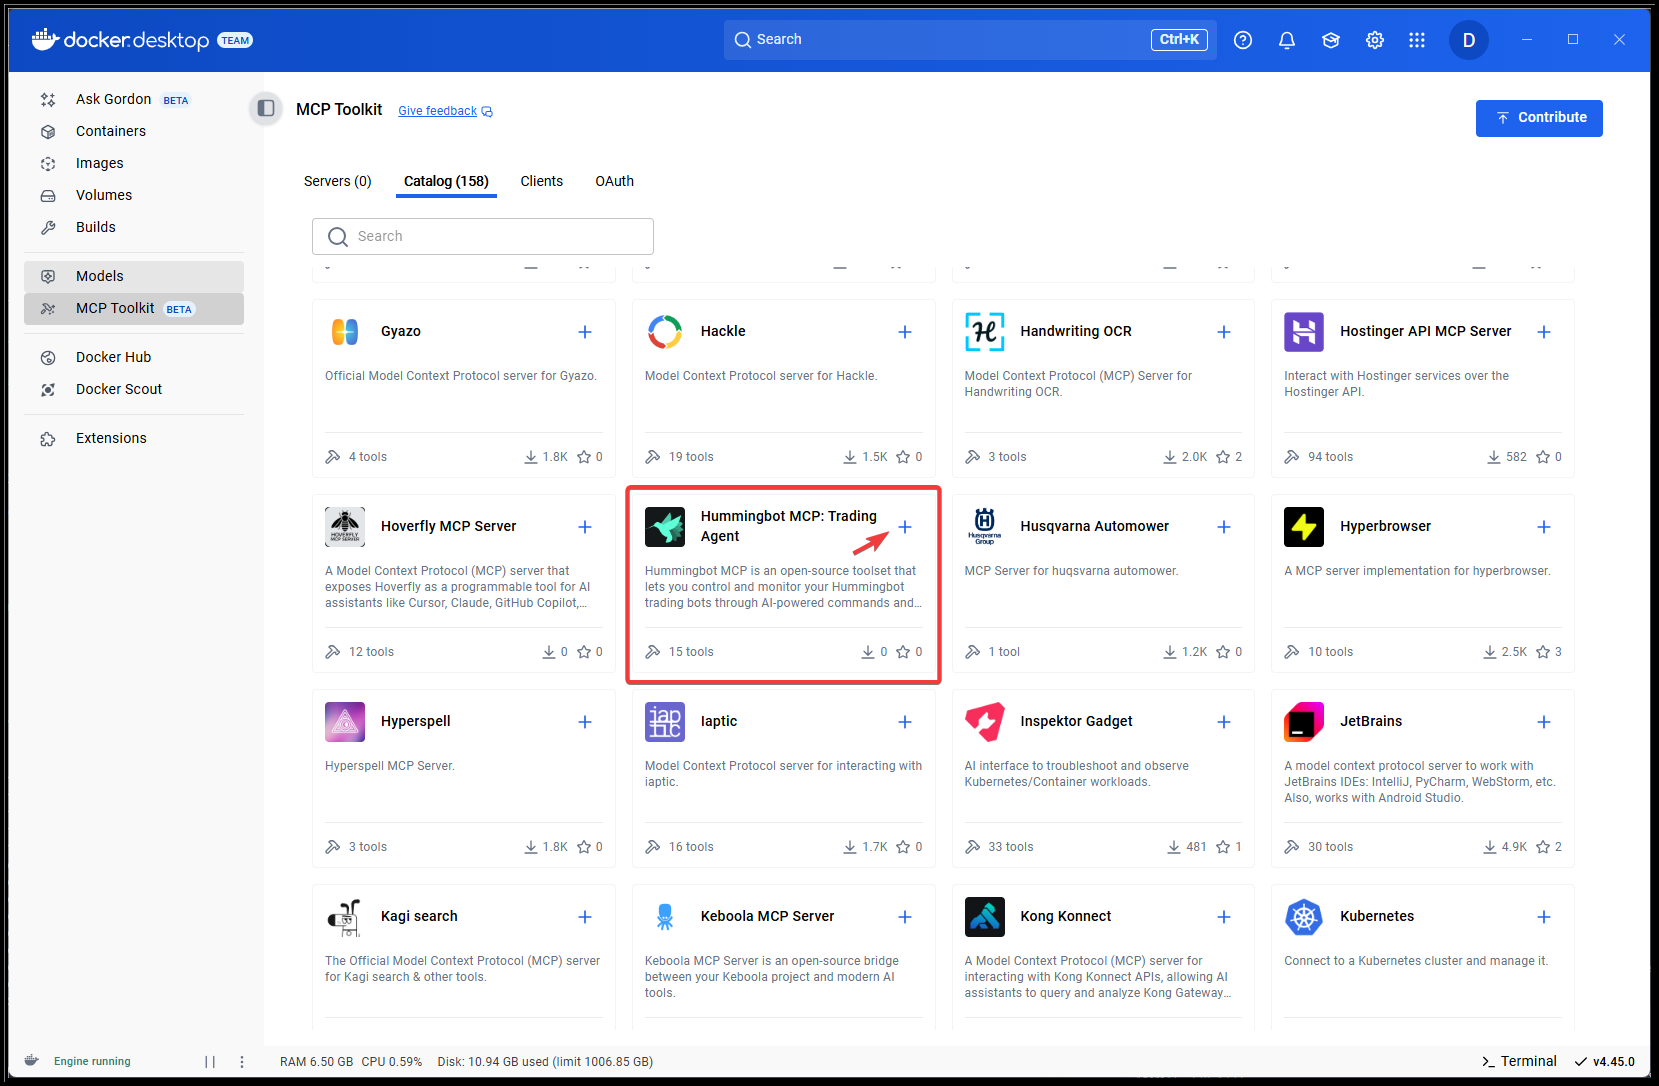 docker.desktop TEAM
Search
Ctrl+K
D
Ask Gordon BETA
Containers
Images
Volumes
Builds
Models
MCP Toolkit BETA
Docker Hub
Docker Scout
Extensions
MCP Toolkit Give feedback
Contribute
Servers (0) Catalog (158) Clients OAuth
Search
Gyazo
Official Model Context Protocol server for Gyazo.
4 tools 1.8K 0
Hackle
Model Context Protocol server for Hackle.
19 tools 1.5K 0
Handwriting OCR
Model Context Protocol (MCP) Server for
Handwriting OCR.
3 tools 2.0K 2
Hostinger API MCP Server
Interact with Hostinger services over the
Hostinger API.
94 tools 582 0
HOVERFLY
MCP SERVER
Hoverfly MCP Server
A Model Context Protocol (MCP) server that
exposes Hoverfly as a programmable tool for AI
assistants like Cursor, Claude, GitHub Copilot,...
12 tools 0 0
Hummingbot MCP: Trading
Agent
Hummingbot MCP is an open-source toolset that
lets you control and monitor your Hummingbot
trading bots through AI-powered commands and...
15 tools 0 0
Husqvarna
Group
Husqvarna Automower
MCP Server for huqsvarna automower.
1 tool 1.2K 0
Hyperbrowser
A MCP server implementation for hyperbrowser.
10 tools 2.5K 3
Hyperspell
Hyperspell MCP Server.
3 tools 1.8K 0
iaptic
Iaptic
Model Context Protocol server for interacting with
iaptic.
16 tools 1.7K 0
Inspektor Gadget
AI interface to troubleshoot and observe
Kubernetes/Container workloads.
33 tools 481 1
JetBrains
A model context protocol server to work with
JetBrains IDEs: IntelliJ, PyCharm, WebStorm, etc.
Also, works with Android Studio.
30 tools 4.9K 2
Kagi search
The Official Model Context Protocol (MCP) server
for Kagi search & other tools.
Keboola MCP Server
Keboola MCP Server is an open-source bridge
between your Keboola project and modern AI
tools.
Kong Konnect
A Model Context Protocol (MCP) server for
interacting with Kong Konnect APIs, allowing AI
assistants to query and analyze Kong Gateway...
Kubernetes
Connect to a Kubernetes cluster and manage it.
Engine running
RAM 6.50 GB CPU 0.59% Disk: 10.94 GB used (limit 1006.85 GB)
Terminal
v4.45.0